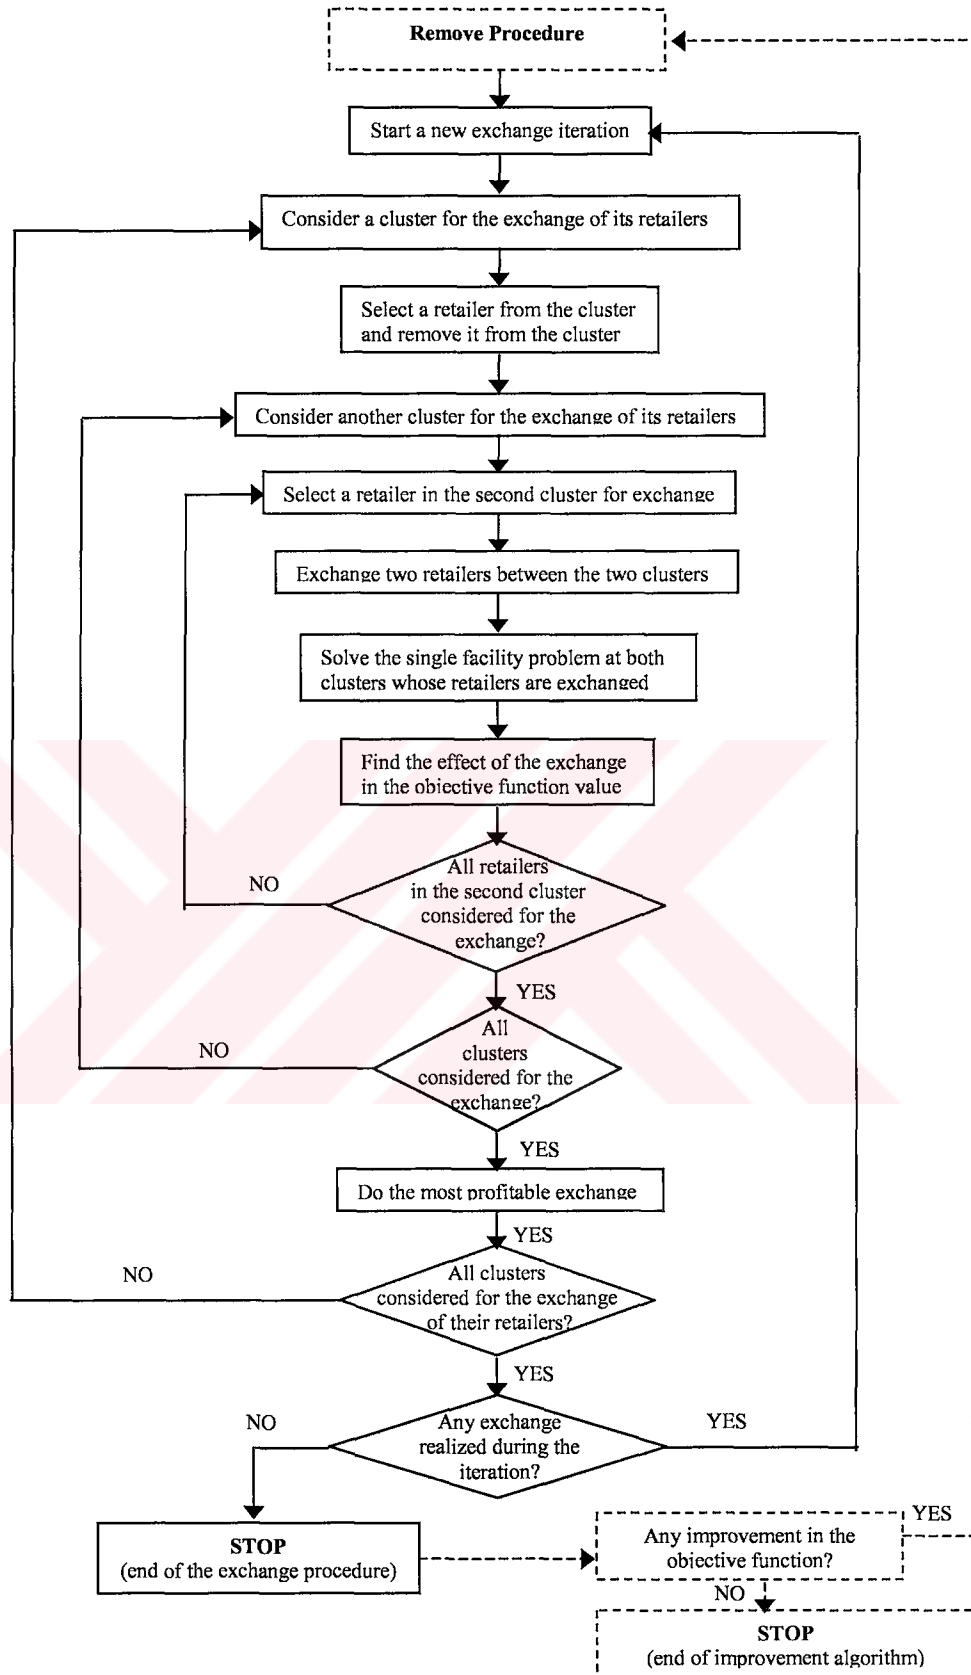 Remove Procedure
Start a new exchange iteration
Consider a cluster for the exchange of its retailers
Select a retailer from the cluster
and remove it from the cluster
Consider another cluster for the exchange of its retailers
Select a retailer in the second cluster for exchange
Exchange two retailers between the two clusters
Solve the single facility problem at both
clusters whose retailers are exchanged
Find the effect of the exchange
in the objective function value
All retailers
in the second cluster
considered for the
exchange?
NO
YES
All
clusters
considered for the
exchange?
NO
YES
Do the most profitable exchange
YES
All clusters
considered for the exchange
of their retailers?
NO
YES
Any exchange
realized during the
iteration?
NO
YES
STOP
(end of the exchange procedure)
Any improvement in the
objective function?
YES
NO
STOP
(end of improvement algorithm)